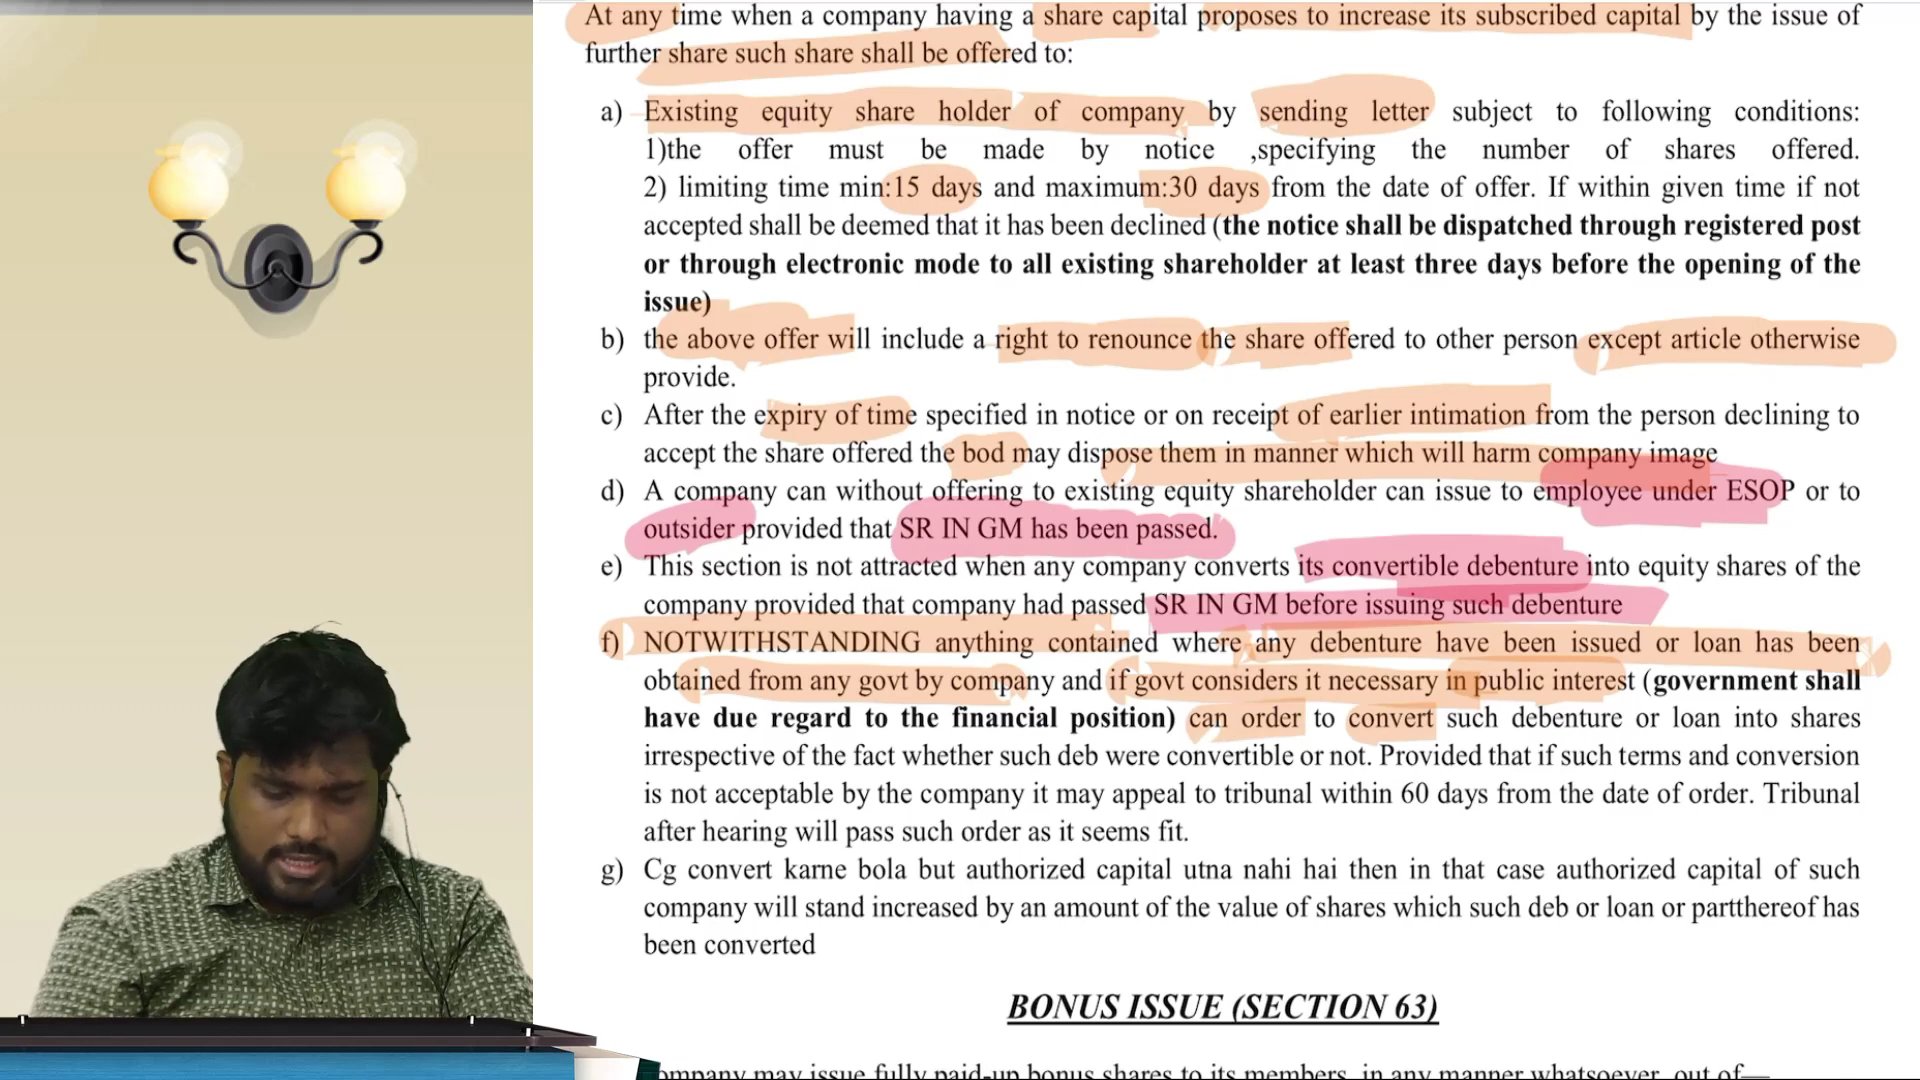 At any time when a company having a share capital proposes to increase its subscribed capital by the issue of
further share such share shall be offered to:
a) Existing equity share holder of company by sending letter subject to following conditions:
1)the offer must be made by notice ,specifying the number of shares offered.
2) limiting time min:15 days and maximum:30 days from the date of offer. If within given time if not
accepted shall be deemed that it has been declined (the notice shall be dispatched through registered post
or through electronic mode to all existing shareholder at least three days before the opening of the
issue)
b) the above offer will include a right to renounce the share offered to other person except article otherwise
provide.
c) After the expiry of time specified in notice or on receipt of earlier intimation from the person declining to
accept the share offered the bod may dispose them in manner which will harm company image
d) A company can without offering to existing equity shareholder can issue to employee under ESOP or to
outsider provided that SR IN GM has been passed.
e) This section is not attracted when any company converts its convertible debenture into equity shares of the
company provided that company had passed SR IN GM before issuing such debenture
f) NOTWITHSTANDING anything contained where any debenture have been issued or loan has been
obtained from any govt by company and if govt considers it necessary in public interest (government shall
have due regard to the financial position) can order to convert such debenture or loan into shares
irrespective of the fact whether such deb were convertible or not. Provided that if such terms and conversion
is not acceptable by the company it may appeal to tribunal within 60 days from the date of order. Tribunal
after hearing will pass such order as it seems fit.
g) Cg convert karne bola but authorized capital utna nahi hai then in that case authorized capital of such
company will stand increased by an amount of the value of shares which such deb or loan or partthereof has
been converted
BONUS ISSUE (SECTION 63)
ompany may issue fully paid-up bonus shares to its members, in any manner whatsoever, out of—